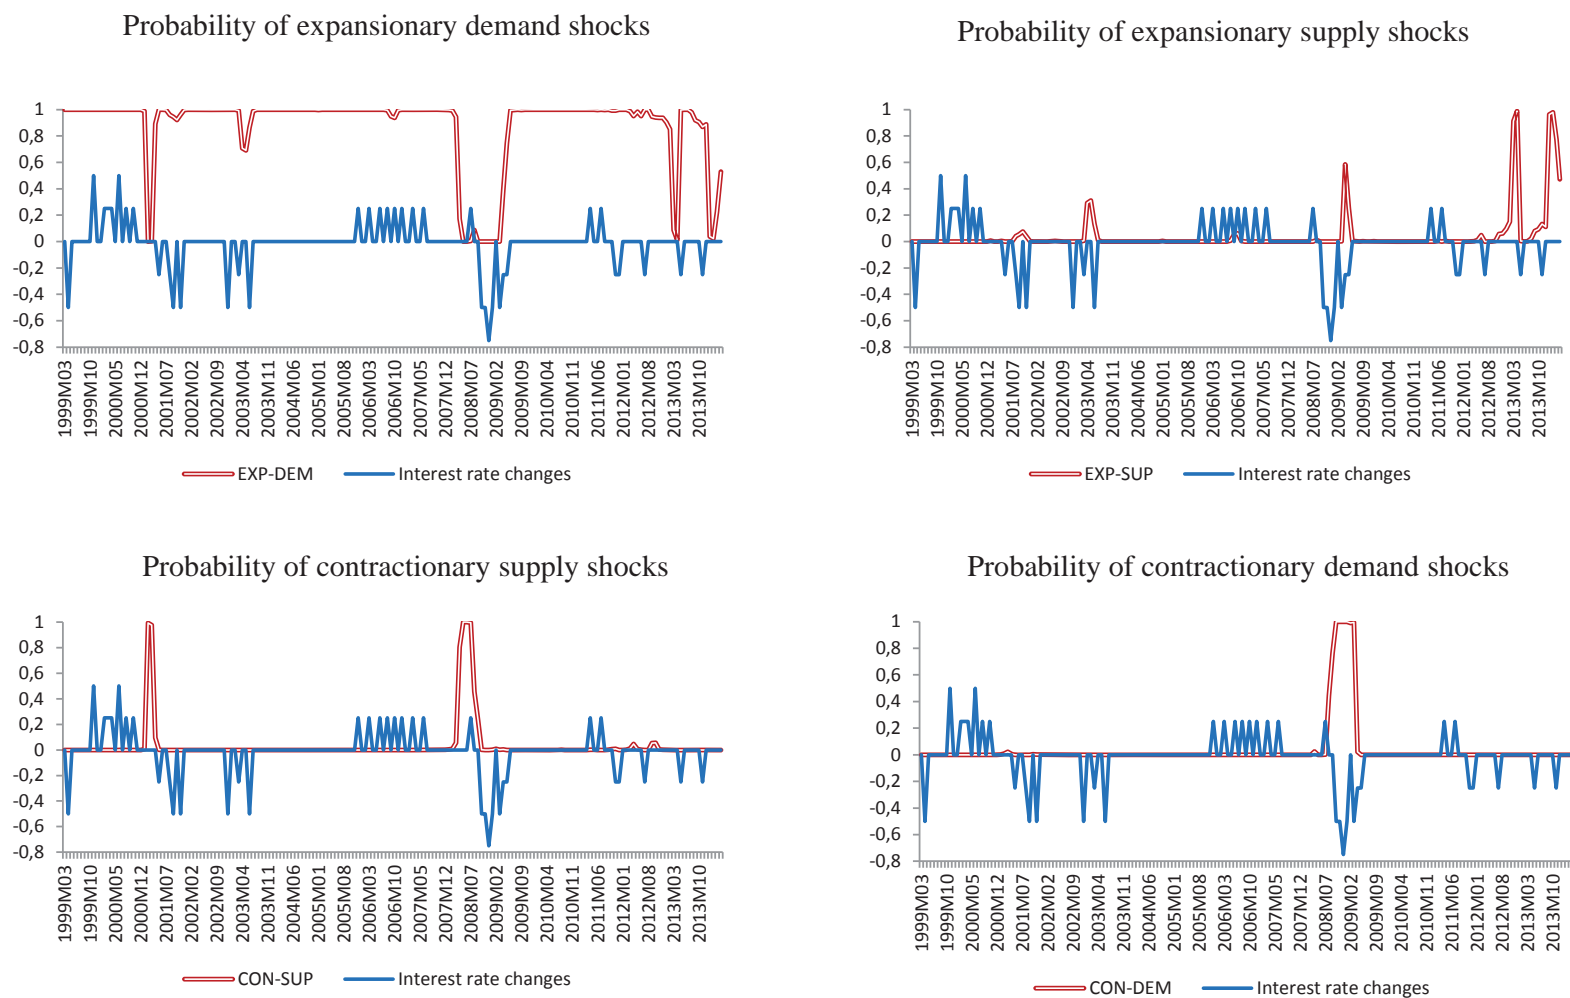 Probability of expansionary demand shocks
1
0,8
0,6
0,4
0,2
0
-0,2
-0,4
-0,6
-0,8
1999M03
1999M10
2000M05
2000M12
2001M07
2002M02
2002M09
2003M04
2003M11
2004M06
2005M01
2005M08
2006M03
2006M10
2007M05
2007M12
2008M07
2009M02
2009M09
2010M04
2010M11
2011M06
2012M01
2012M08
2013M03
2013M10
EXP-DEM Interest rate changes
Probability of expansionary supply shocks
1
0,8
0,6
0,4
0,2
0
-0,2
-0,4
-0,6
-0,8
1999M03
1999M10
2000M05
2000M12
2001M07
2002M02
2002M09
2003M04
2003M11
2004M06
2005M01
2005M08
2006M03
2006M10
2007M05
2007M12
2008M07
2009M02
2009M09
2010M04
2010M11
2011M06
2012M01
2012M08
2013M03
2013M10
EXP-SUP Interest rate changes
Probability of contractionary supply shocks
1
0,8
0,6
0,4
0,2
0
-0,2
-0,4
-0,6
-0,8
1999M03
1999M10
2000M05
2000M12
2001M07
2002M02
2002M09
2003M04
2003M11
2004M06
2005M01
2005M08
2006M03
2006M10
2007M05
2007M12
2008M07
2009M02
2009M09
2010M04
2010M11
2011M06
2012M01
2012M08
2013M03
2013M10
CON-SUP Interest rate changes
Probability of contractionary demand shocks
1
0,8
0,6
0,4
0,2
0
-0,2
-0,4
-0,6
-0,8
1999M03
1999M10
2000M05
2000M12
2001M07
2002M02
2002M09
2003M04
2003M11
2004M06
2005M01
2005M08
2006M03
2006M10
2007M05
2007M12
2008M07
2009M02
2009M09
2010M04
2010M11
2011M06
2012M01
2012M08
2013M03
2013M10
CON-DEM Interest rate changes